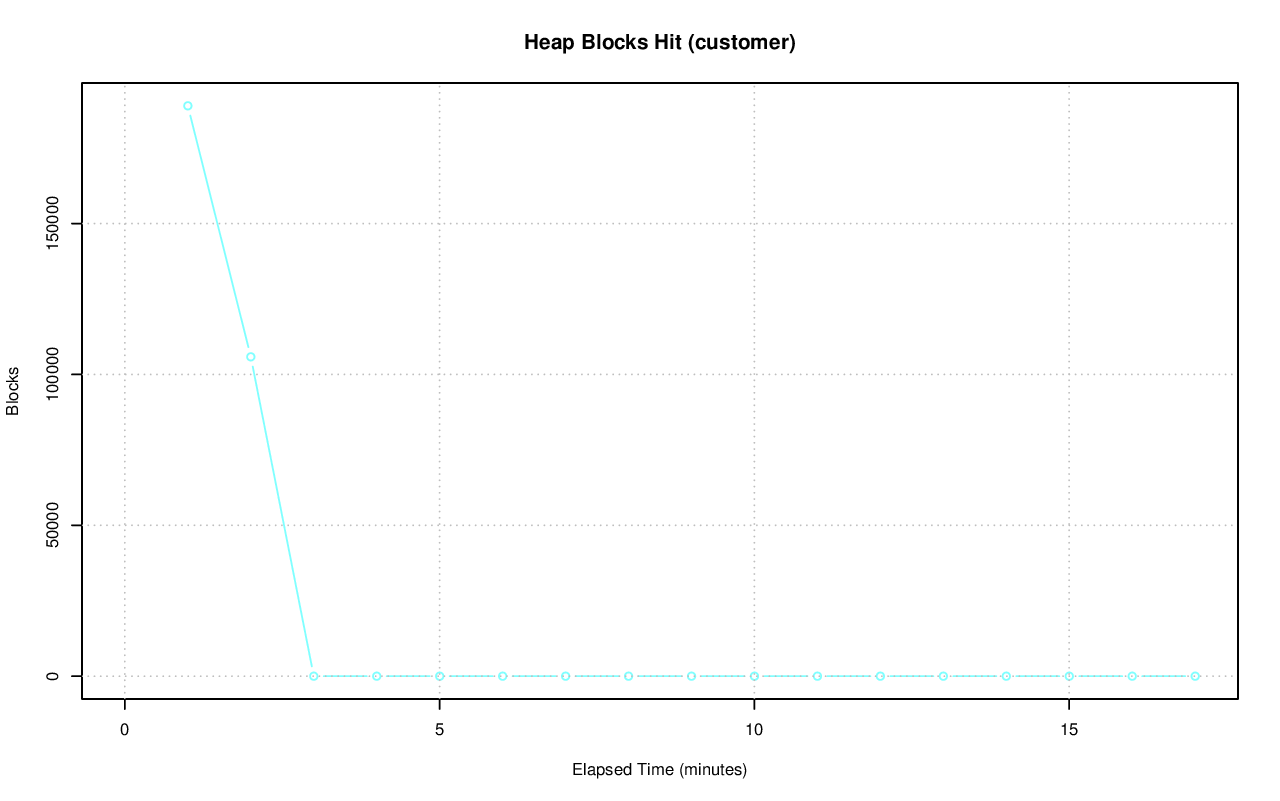 Heap Blocks Hit (customer)
Blocks
150000
100000
50000
0
0 5 10 15
Elapsed Time (minutes)